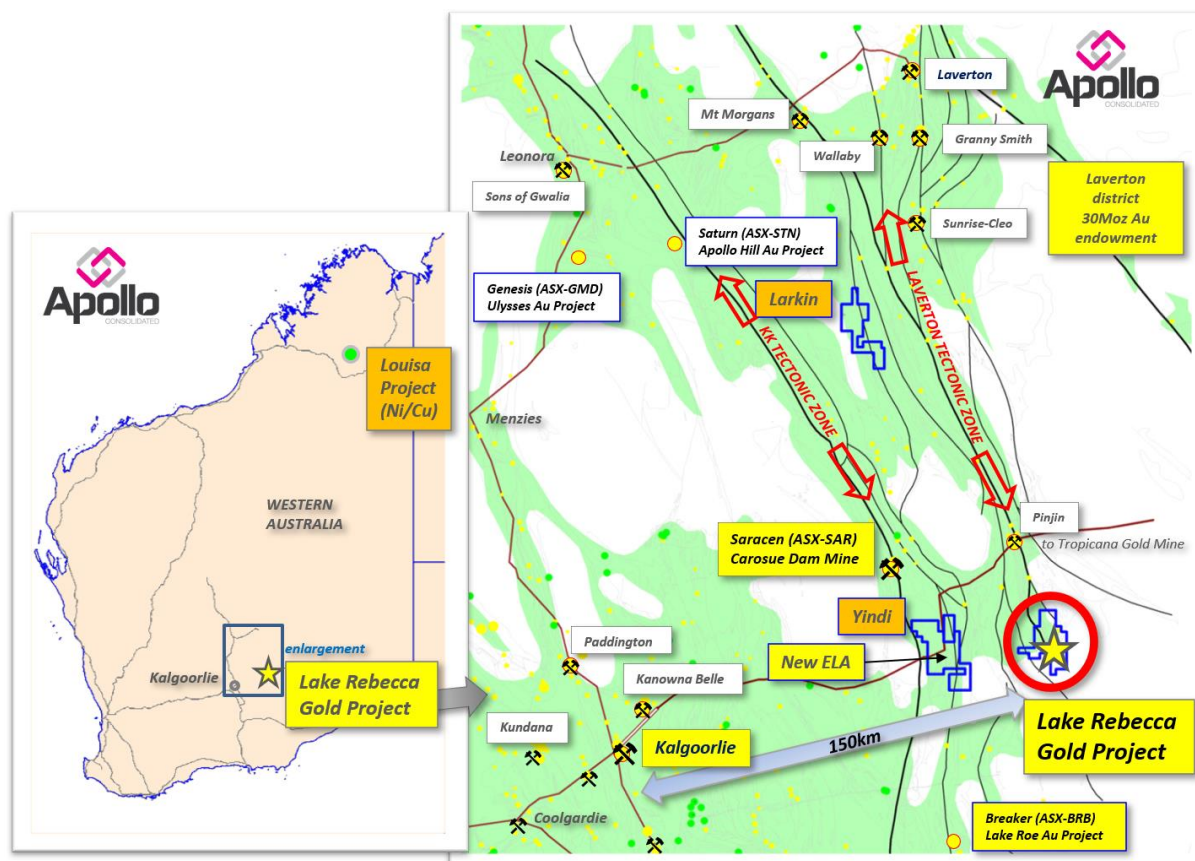 Apollo
CONSOLIDATED
Louisa
Project
(Ni/Cu)
WESTERN
AUSTRALIA
enlargement
Kalgoorlie
Lake Rebecca
Gold Project
Apollo
CONSOLIDATED
Laverton
Mt Morgans
Wallaby
Granny Smith
Leonora
Sons of Gwalia
Laverton
district
30Moz Au
endowment
Sunrise-Cleo
Saturn (ASX-STN)
Apollo Hill Au Project
Genesis (ASX-GMD)
Ulysses Au Project
Larkin
KK TECTONIC ZONE
LAVERTON TECTONIC ZONE
Menzies
Pinjin
to Tropicana Gold Mine
Saracen (ASX-SAR)
Carosue Dam Mine
Yindi
New ELA
Paddington
Kanowna Belle
Kundana
Kalgoorlie
150km
Lake Rebecca
Gold Project
Coolgardie
Breaker (ASX-BRB)
Lake Roe Au Project